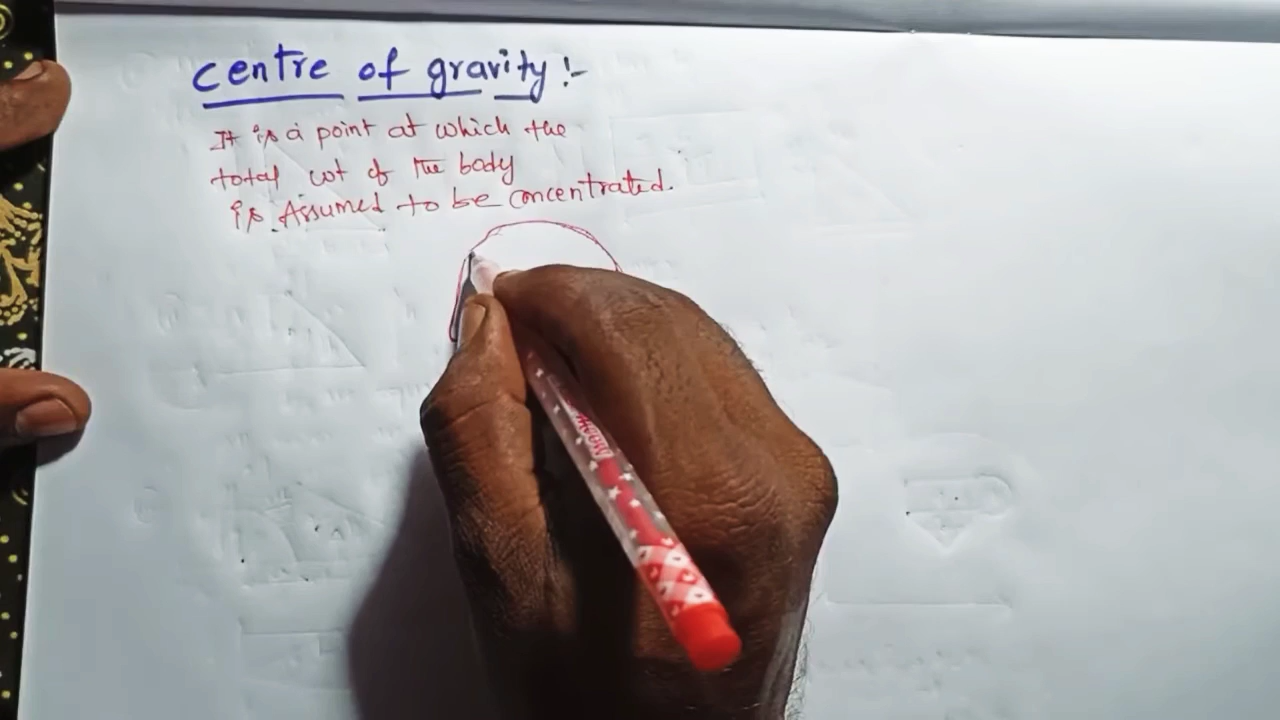 centre of gravity :-
It is a point at which the
total wt of the body
is Assumed to be concentrated.